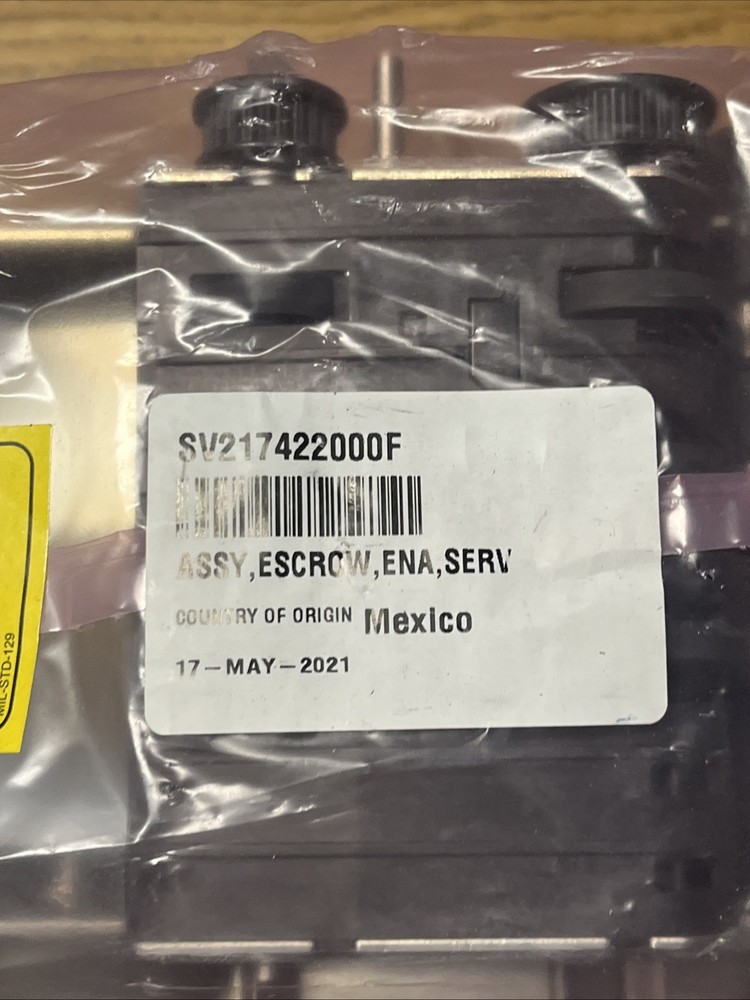 SV217422000F
ASSY,ESCROW,ENA,SERV
COUNTRY OF ORIGIN Mexico
17-MAY-2021
MIL-STD-129